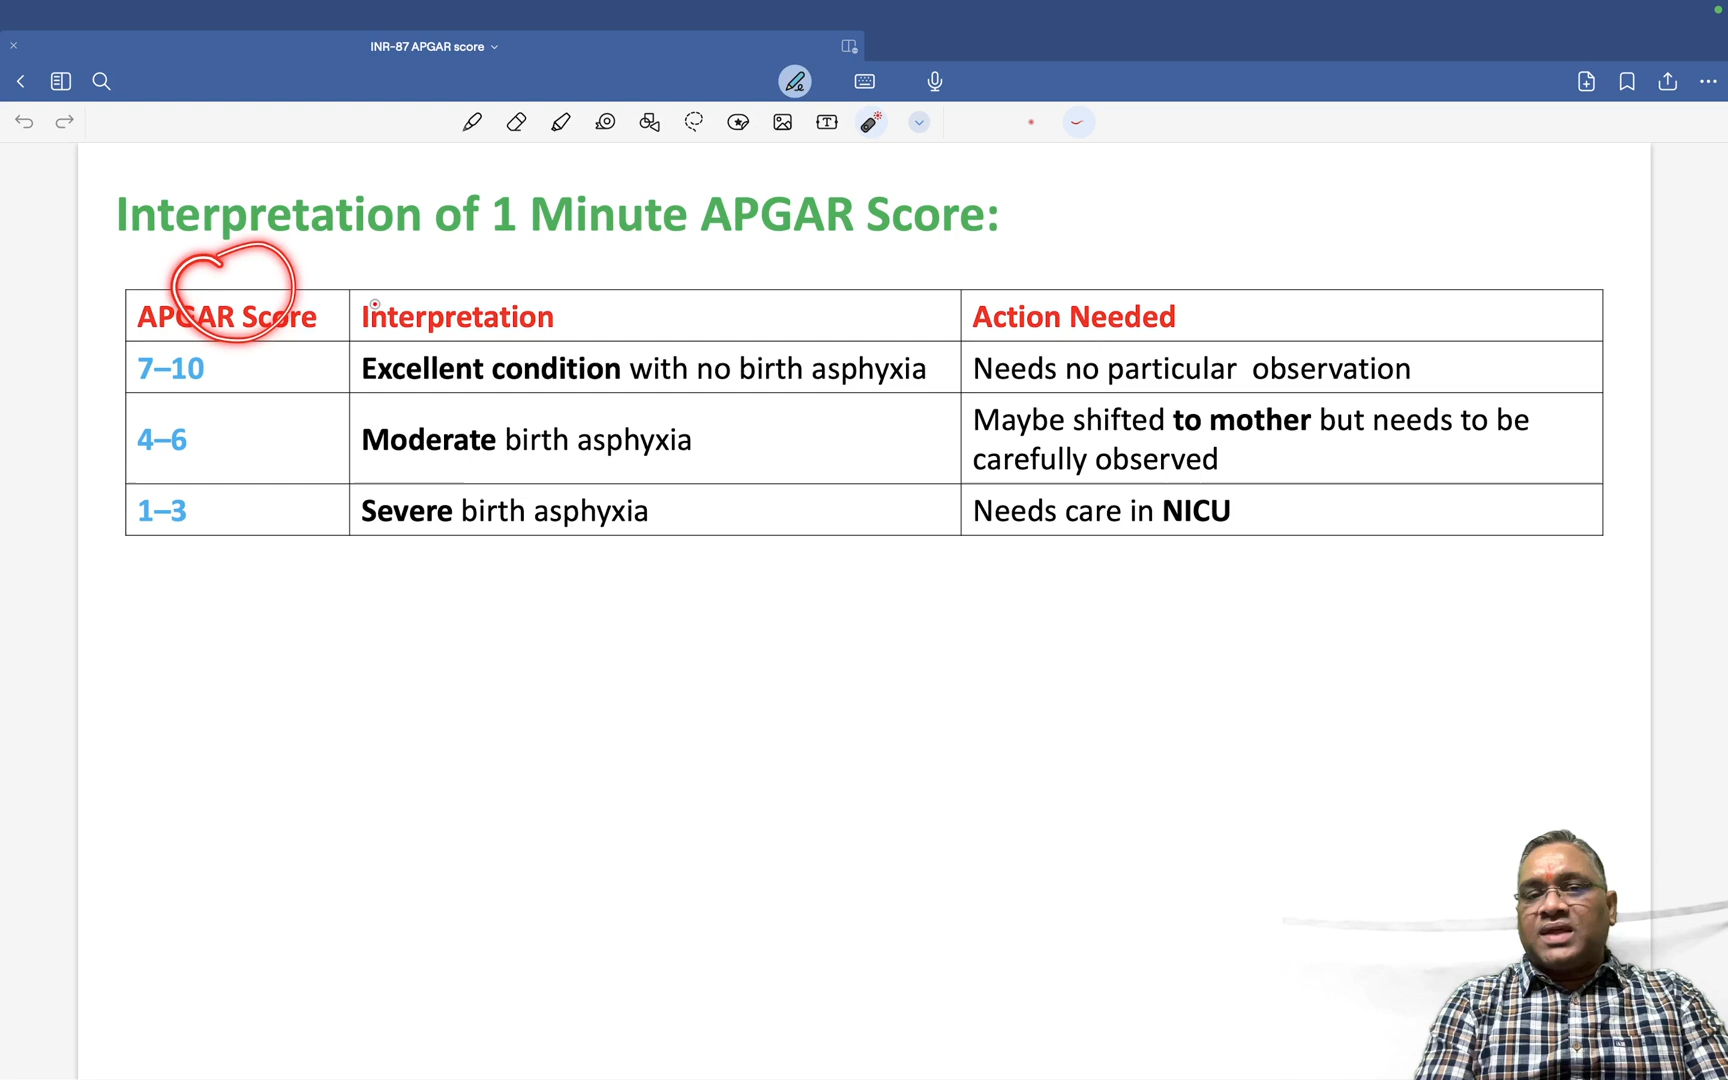 INR-87 APGAR score
Interpretation of 1 Minute APGAR Score:
APGAR Score Interpretation Action Needed
7–10 Excellent condition with no birth asphyxia Needs no particular observation
4–6 Moderate birth asphyxia Maybe shifted to mother but needs to be
carefully observed
1–3 Severe birth asphyxia Needs care in NICU